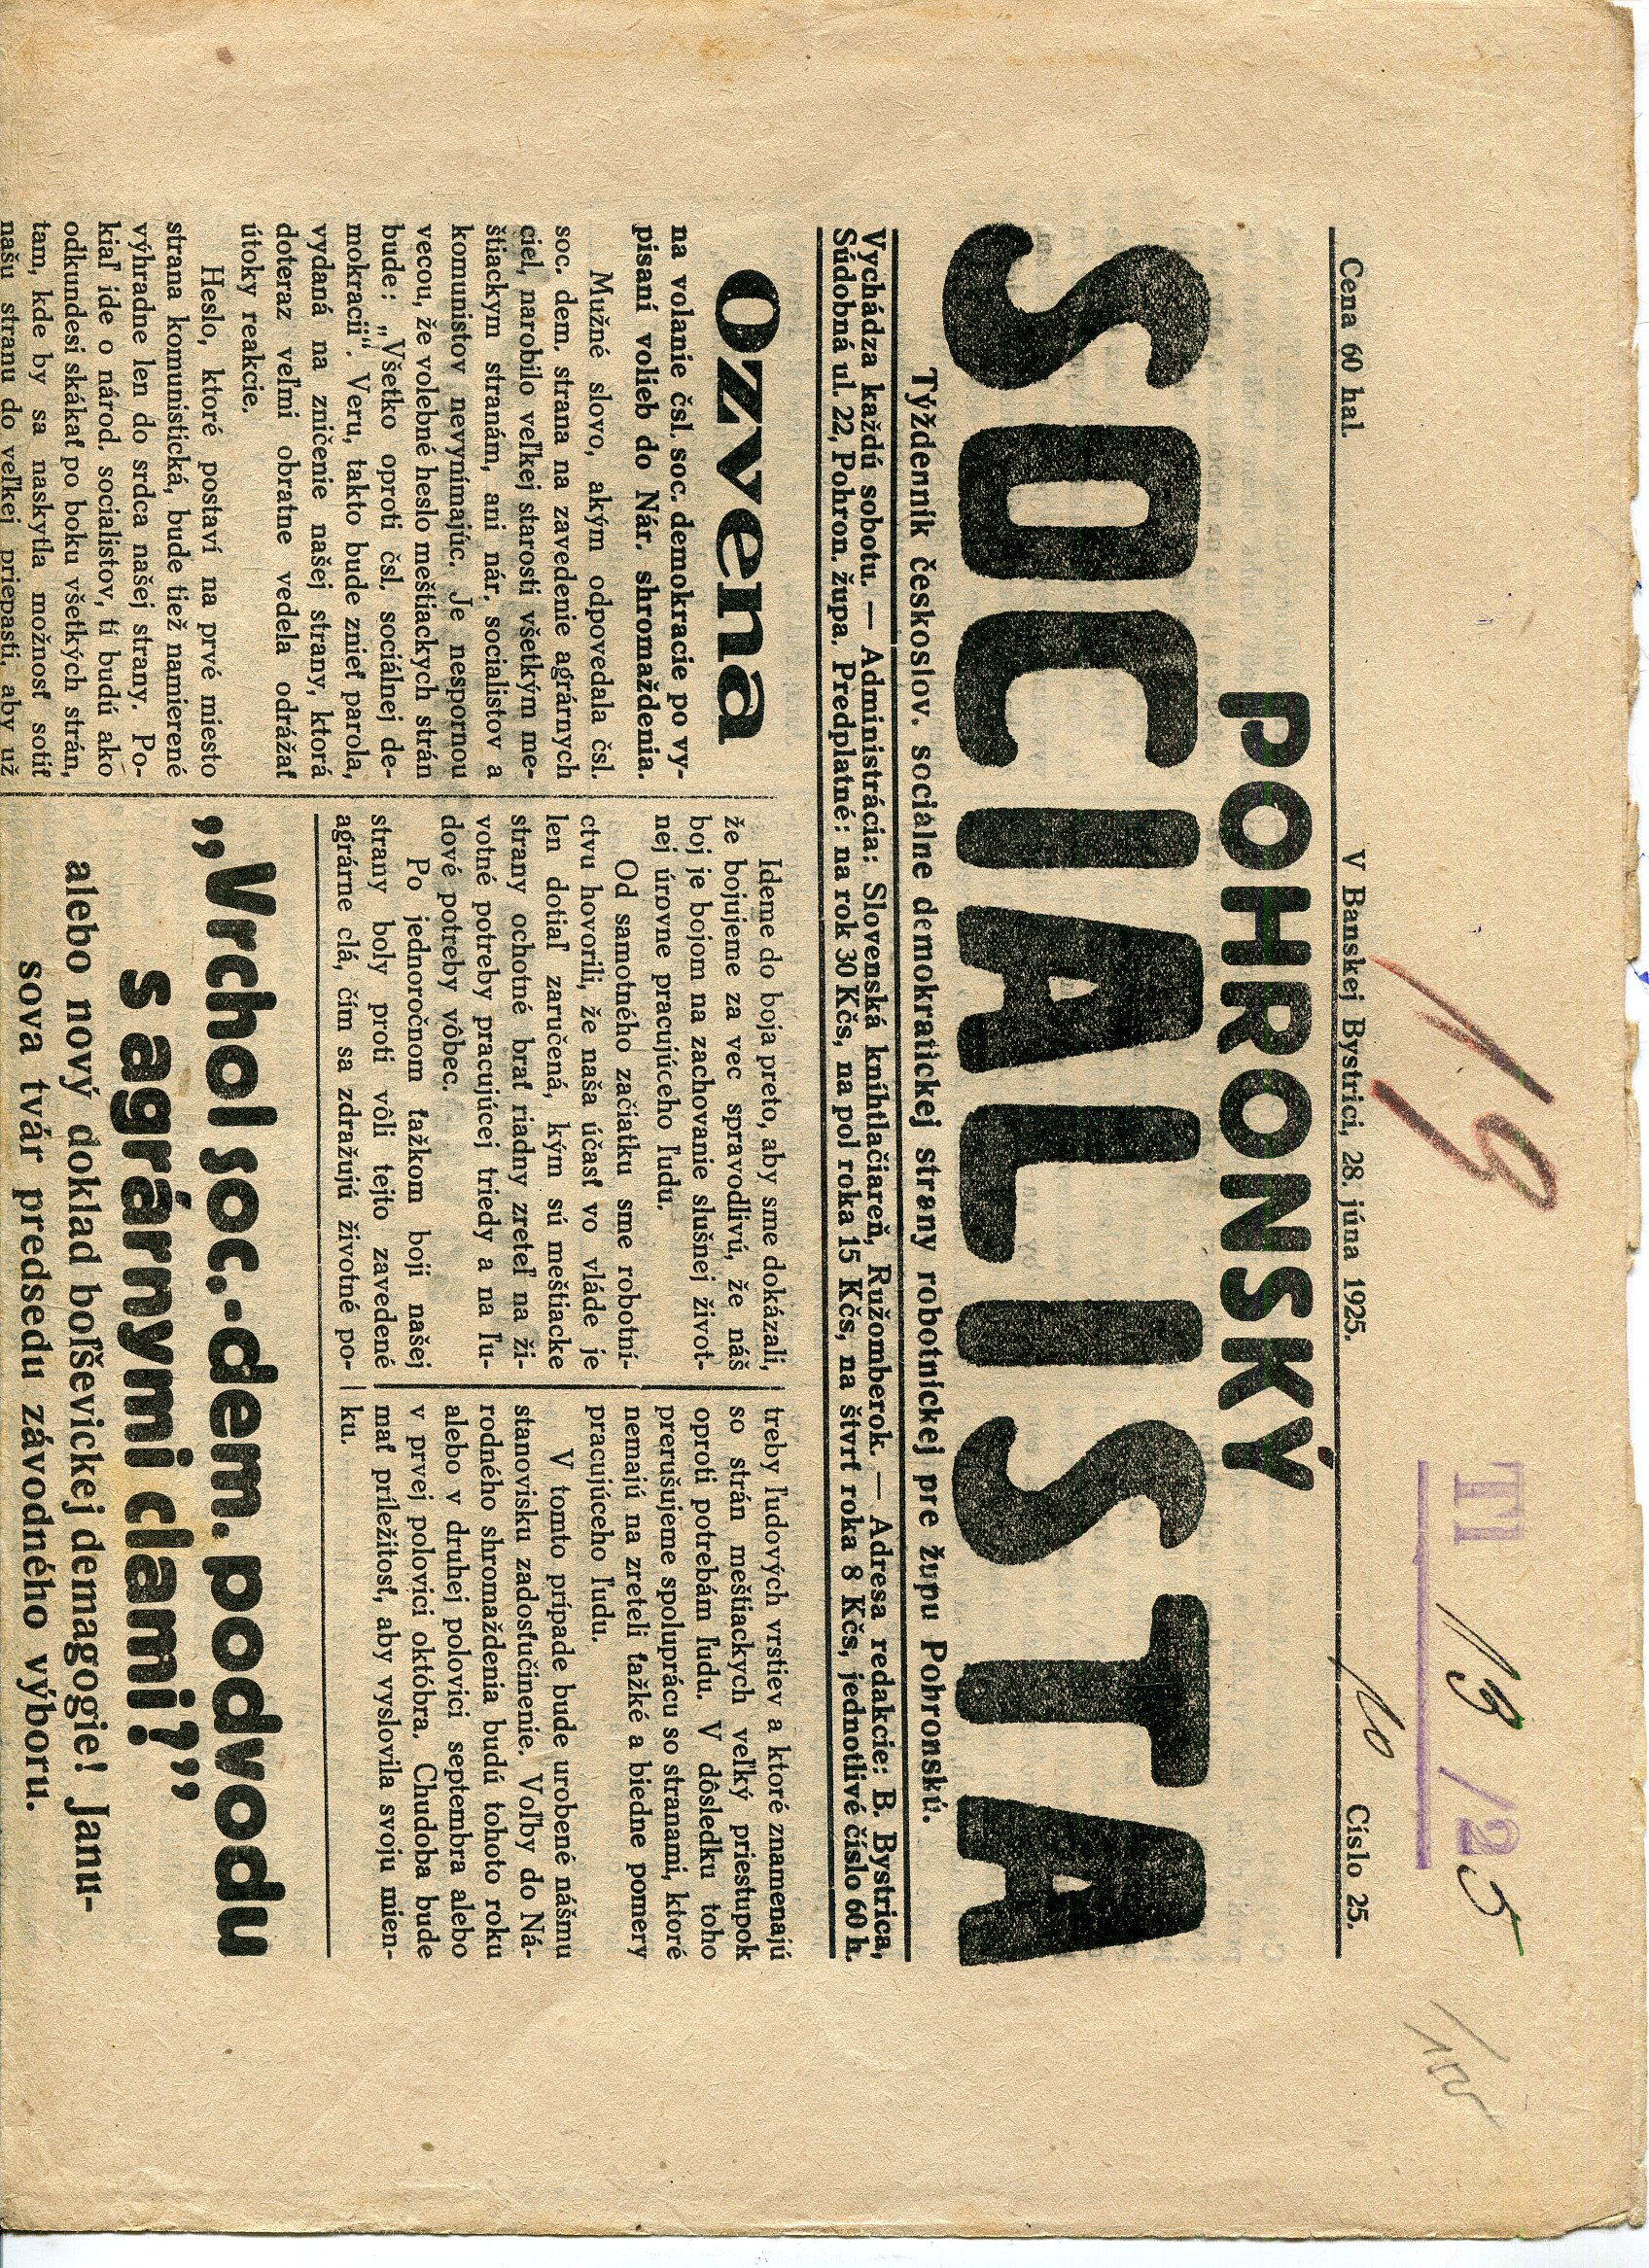 19
TI 13/25
Cena 60 hal.
V Banskej Bystrici, 28. júna 1925.
Číslo 25.
POHRONSKÝ
SOCIALISTA
Týždenník českoslov. sociálne demokratickej strany robotníckej pre župu Pohronskú.
Vychádza každú sobotu. — Administrácia: Slovenská kníhtlačiareň, Ružomberok. — Adresa redakcie: B. Bystrica,
Súdobná ul. 22, Pohron. župa. Predplatné: na rok 30 Kčs, na pol roka 15 Kčs, na štvrť roka 8 Kčs, jednotlivé číslo 60 h.
Ozvena
na volanie čsl. soc. demokracie po vy-
pisaní volieb do Nár. shromaždenia.
Mužné slovo, akým odpovedala čsl.
soc. dem. strana na zavedenie agrárnych
ciel, narobilo veľkej starosti všetkým me-
štiackym stranám, ani nár. socialistov a
komunistov nevynímajúc. Je nespornou
vecou, že volebné heslo meštiackych strán
bude: „Všetko oproti čsl. sociálnej de-
mokracii“. Veru, takto bude znieť parola,
vydaná na zničenie našej strany, ktorá
doteraz veľmi obratne vedela odrážať
útoky reakcie.
Heslo, ktoré postaví na prvé miesto
strana komunistická, bude tiež namierené
výhradne len do srdca našej strany. Po-
kiaľ ide o národ. socialistov, tí budú ako
odkundesi skákať po boku všetkých strán,
tam, kde by sa naskytla možnosť sotiť
našu stranu do veľkej priepasti, aby už
Ideme do boja preto, aby sme dokázali,
že bojujeme za vec spravodlivú, že náš
boj je bojom na zachovanie slušnej život-
nej úrovne pracujúceho ľudu.
Od samotného začiatku sme robotní-
ctvu hovorili, že naša účasť vo vláde je
len dotiaľ zaručená, kým sú meštiacke
strany ochotné brať riadny zreteľ na ži-
votné potreby pracujúcej triedy a na ľu-
dové potreby vôbec.
Po jednoročnom ťažkom boji našej
strany boly proti vôli tejto zavedené
agrárne clá, čím sa zdražujú životné po-
treby ľudových vrstiev a ktoré znamenajú
so strán meštiackych veľký priestupok
oproti potrebám ľudu. V dôsledku toho
prerušujeme spoluprácu so stranami, ktoré
nemajú na zreteli ťažké a biedne pomery
pracujúceho ľudu.
V tomto prípade bude urobené nášmu
stanovisku zadosťučinenie. Voľby do Ná-
rodného shromaždenia budú tohoto roku
alebo v druhej polovici septembra alebo
v prvej polovici októbra. Chudoba bude
mať príležitosť, aby vyslovila svoju mien-
ku.
„Vrchol soc.-dem. podvodu
s agrárnymi clami?”
alebo nový doklad boľševickej demagogie! Janu-
sova tvár predsedu závodného výboru.